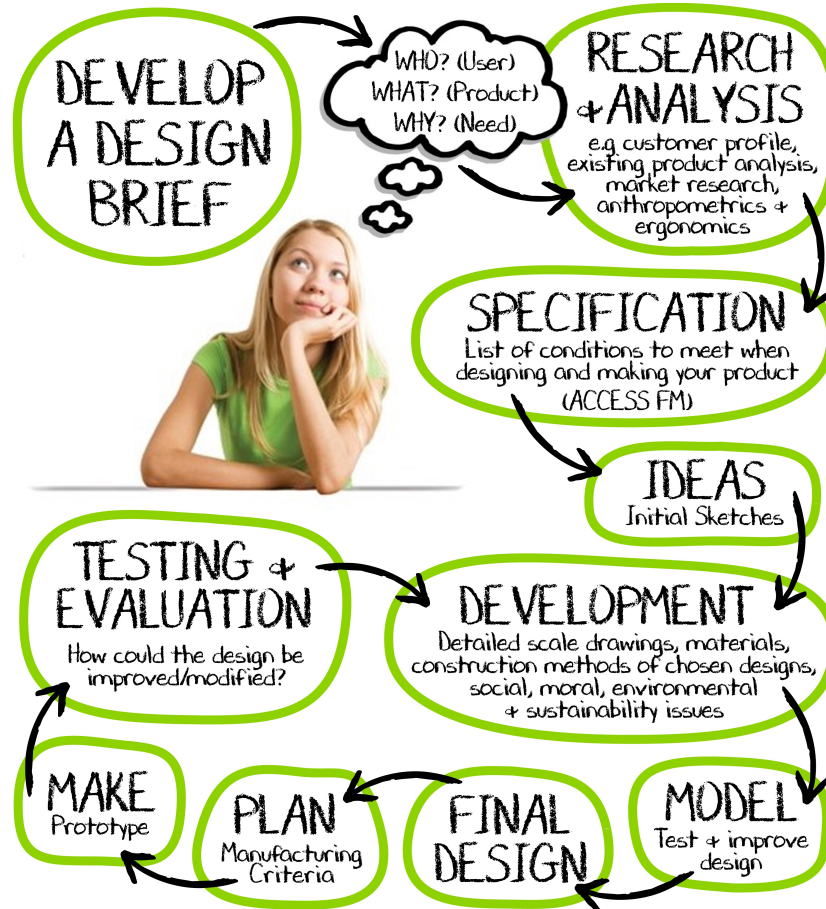 DEVELOP
A DESIGN
BRIEF
WHO? (User)
WHAT? (Product)
WHY? (Need)
RESEARCH
& ANALYSIS
e.g customer profile,
existing product analysis,
market research,
anthropometrics &
ergonomics
SPECIFICATION
List of conditions to meet when
designing and making your product
(ACCESS FM)
IDEAS
Initial Sketches
DEVELOPMENT
Detailed scale drawings, materials,
construction methods of chosen designs,
social, moral, environmental
& sustainability issues
MODEL
Test & improve
design
FINAL
DESIGN
PLAN
Manufacturing
Criteria
MAKE
Prototype
TESTING &
EVALUATION
How could the design be
improved/modified?